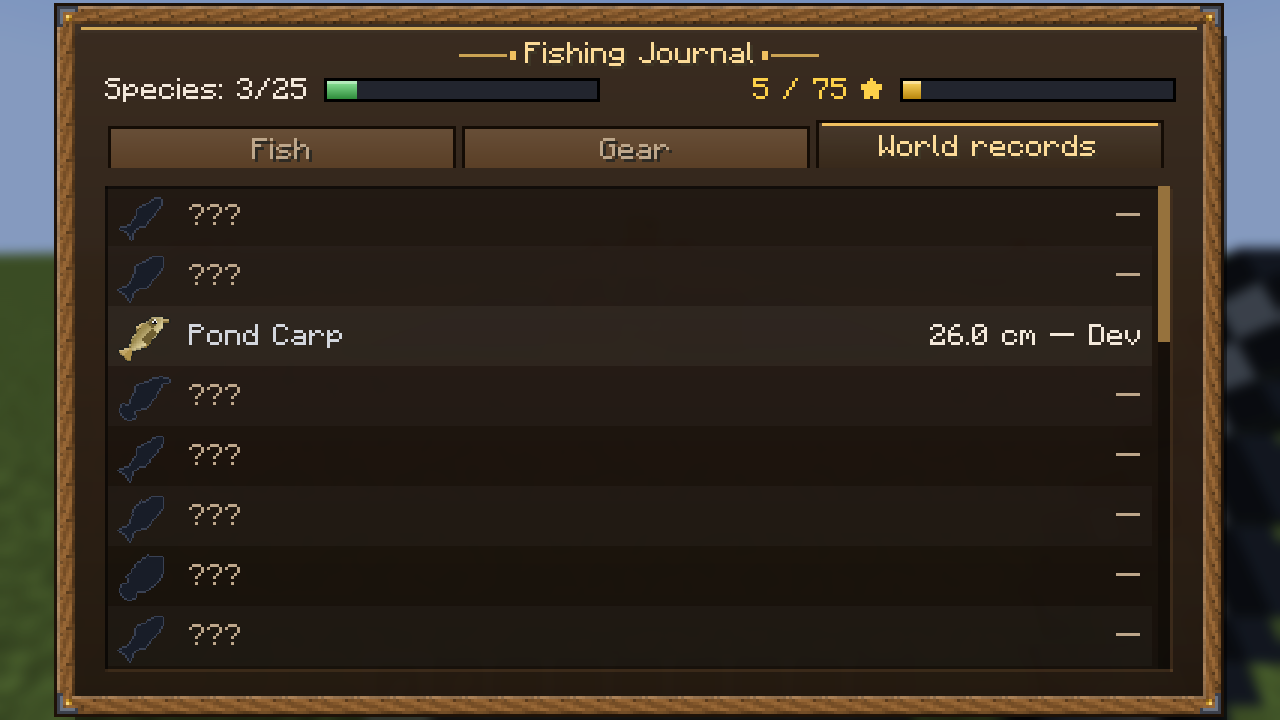 Fishing Journal
Species: 3/25
5 / 75
Fish
Gear
World records
??? —
??? —
Pond Carp 26.0 cm — Dev
??? —
??? —
??? —
??? —
??? —